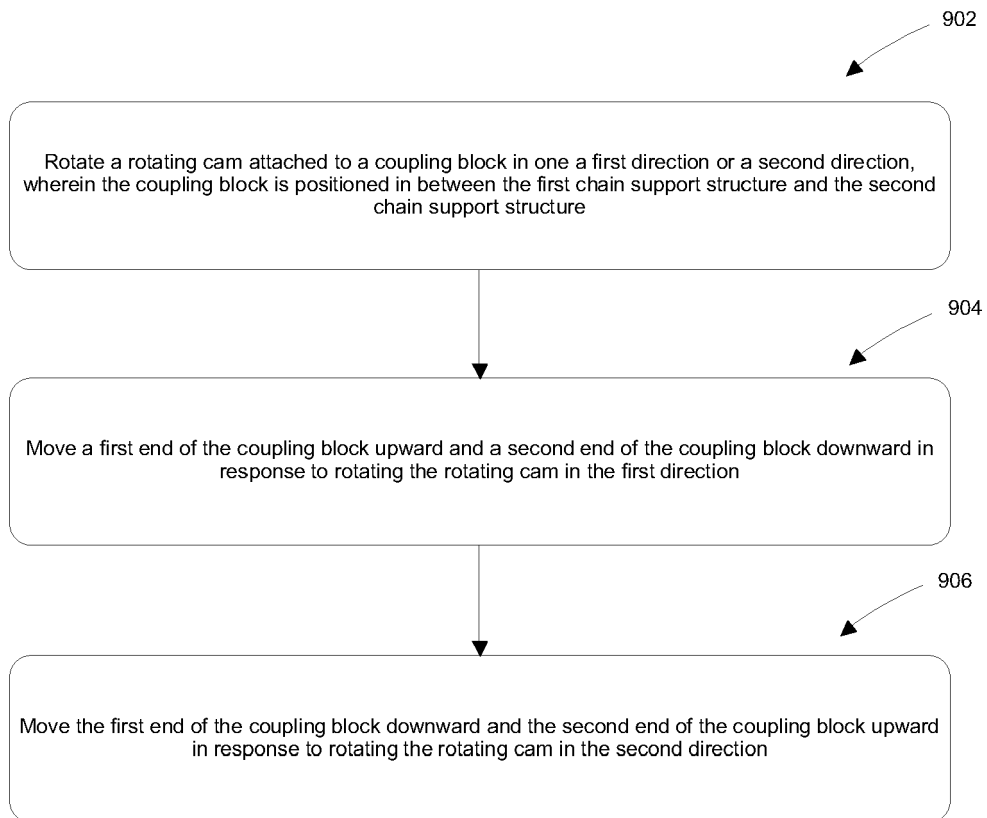 902
Rotate a rotating cam attached to a coupling block in one a first direction or a second direction,
wherein the coupling block is positioned in between the first chain support structure and the second
chain support structure
904
Move a first end of the coupling block upward and a second end of the coupling block downward in
response to rotating the rotating cam in the first direction
906
Move the first end of the coupling block downward and the second end of the coupling block upward
in response to rotating the rotating cam in the second direction